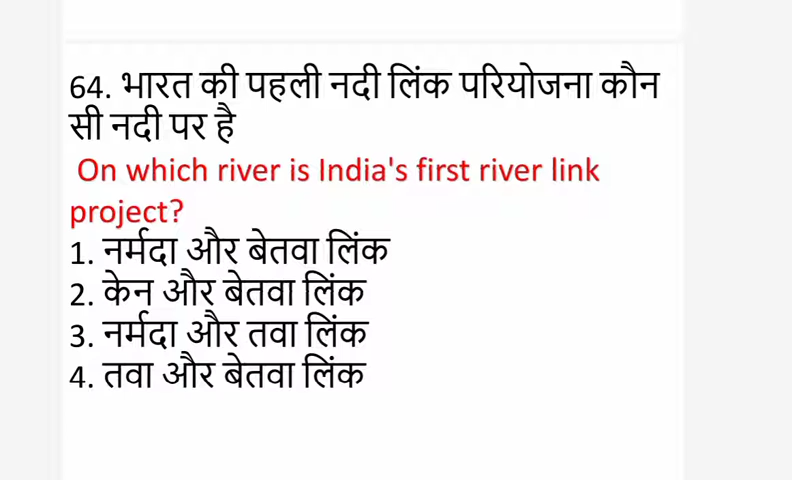 64. भारत की पहली नदी लिंक परियोजना कौन
सी नदी पर है
On which river is India's first river link
project?
1. नर्मदा और बेतवा लिंक
2. केन और बेतवा लिंक
3. नर्मदा और तवा लिंक
4. तवा और बेतवा लिंक